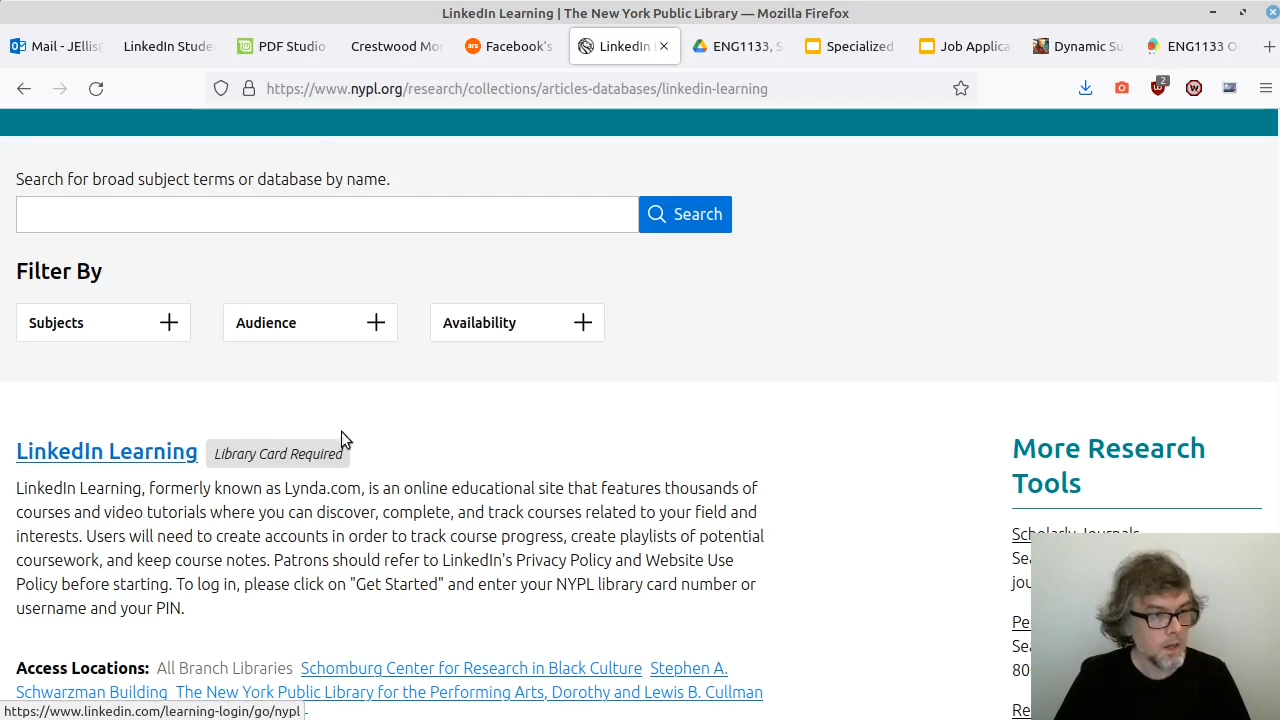 LinkedIn Learning | The New York Public Library — Mozilla Firefox
Mail - JEllis
LinkedIn Stude
PDF Studio
Crestwood Mor
ars
Facebook's
LinkedIn
ENG1133, S
Specialized
Job Applica
Dynamic Su
ENG1133 O
https://www.nypl.org/research/collections/articles-databases/linkedin-learning
2
Search for broad subject terms or database by name.
Search
Filter By
Subjects
Audience
Availability
LinkedIn Learning
Library Card Required
LinkedIn Learning, formerly known as Lynda.com, is an online educational site that features thousands of
courses and video tutorials where you can discover, complete, and track courses related to your field and
interests. Users will need to create accounts in order to track course progress, create playlists of potential
coursework, and keep course notes. Patrons should refer to LinkedIn's Privacy Policy and Website Use
Policy before starting. To log in, please click on "Get Started" and enter your NYPL library card number or
username and your PIN.
Access Locations: All Branch Libraries Schomburg Center for Research in Black Culture Stephen A.
Schwarzman Building The New York Public Library for the Performing Arts, Dorothy and Lewis B. Cullman
https://www.linkedin.com/learning-login/go/nypl
More Research
Tools
Scholarly Journals
Sea
jou
Pe
Sea
80
Re